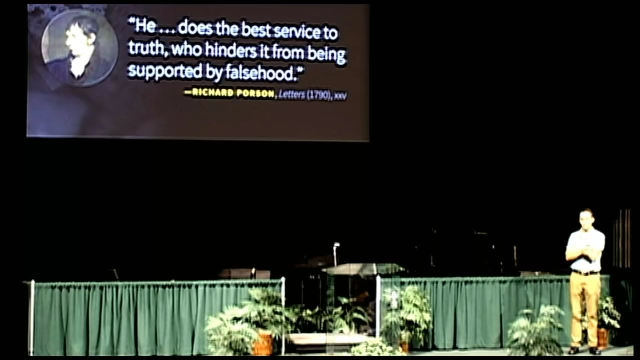 “He ... does the best service to
truth, who hinders it from being
supported by falsehood.”
—RICHARD PORSON, Letters (1790), xxv